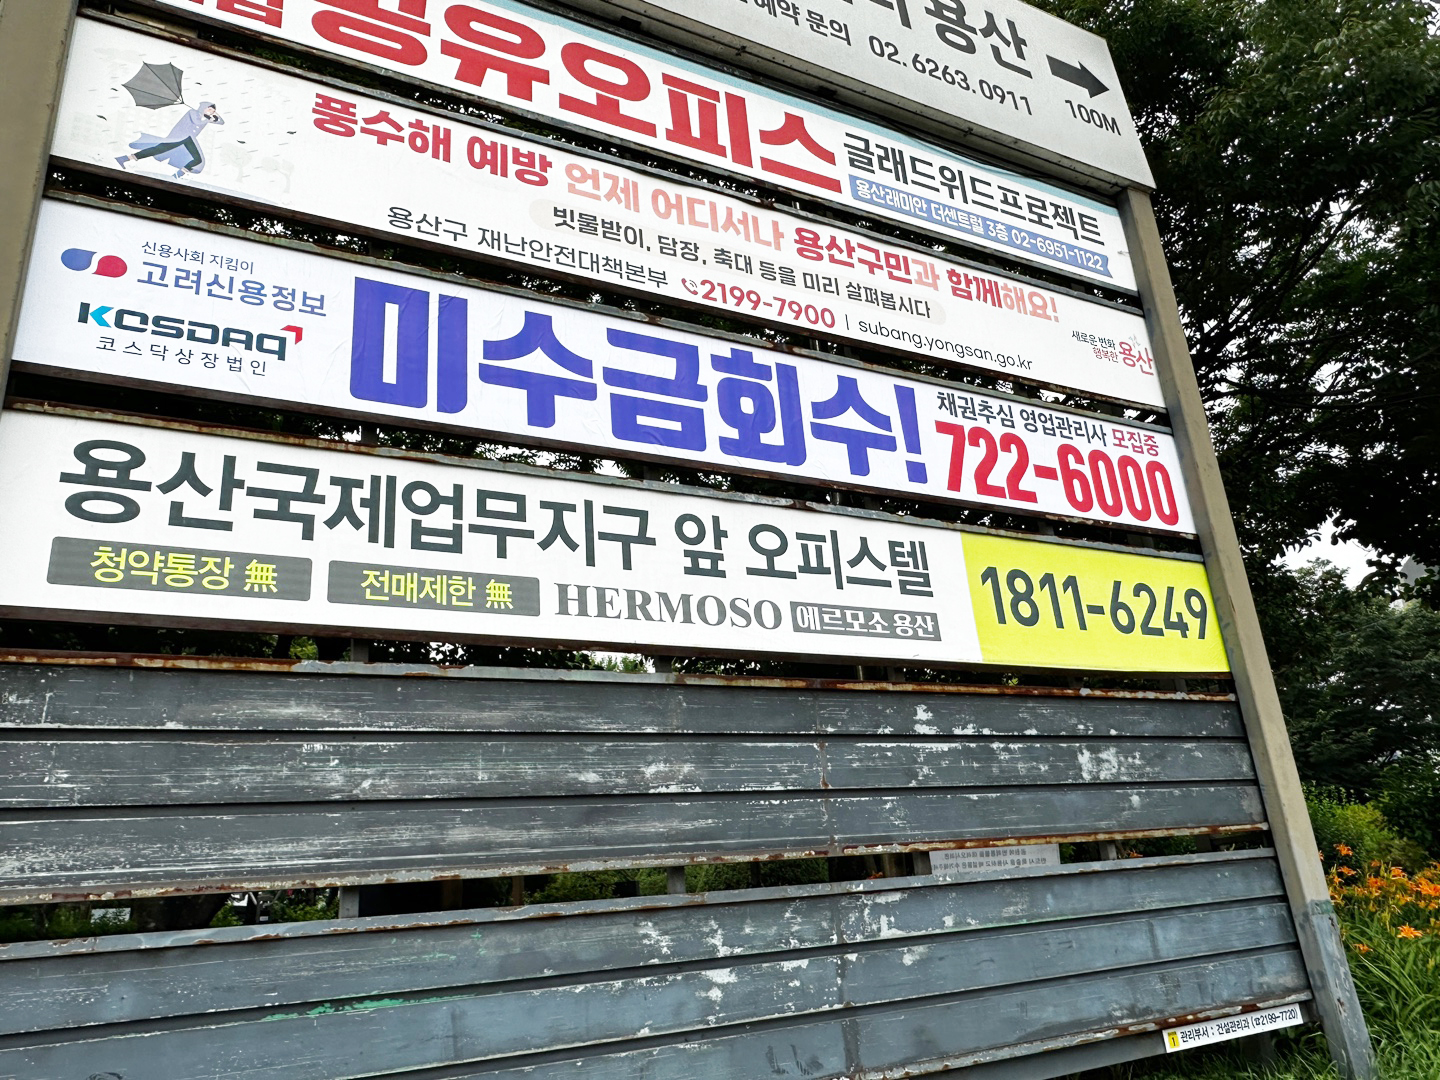 용산
예약 문의 02.6263.0911
100M
공유오피스
글래드위드프로젝트
용산래미안 더센트럴 3층 02-6951-1122
풍수해 예방 언제 어디서나 용산구민과 함께해요!
빗물받이, 담장, 축대 등을 미리 살펴봅시다
용산구 재난안전대책본부 2199-7900 | subang.yongsan.go.kr
새로운 변화
행복한 용산
신용사회 지킴이
고려신용정보
KOSDAQ
코스닥상장법인
미수금회수!
채권추심 영업관리사 모집중
722-6000
용산국제업무지구 앞 오피스텔
청약통장 無
전매제한 無
HERMOSO 에르모소 용산
1811-6249
1 관리부서 : 건설관리과 (☎2199-7720)